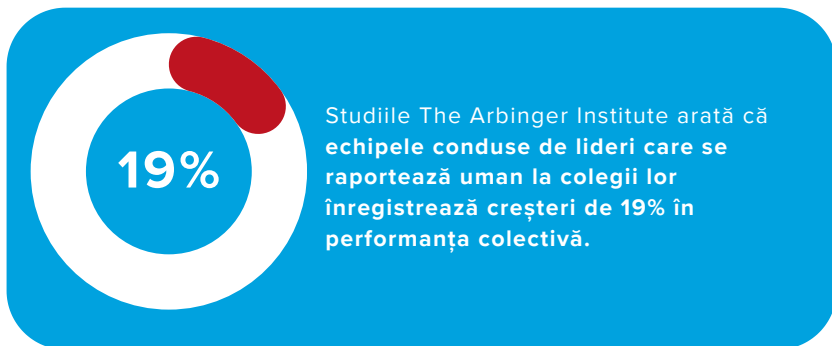 19%
Studiile The Arbinger Institute arată că
echipele conduse de lideri care se
raportează uman la colegii lor
înregistrează creșteri de 19% în
performanța colectivă.